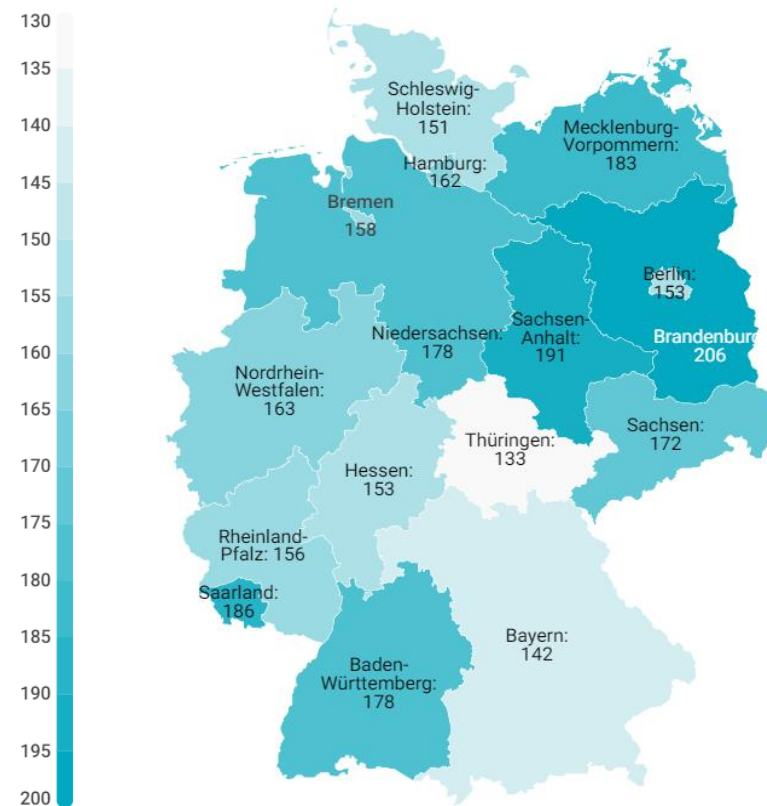 130
135
140
145
150
155
160
165
170
175
180
185
190
195
200
Schleswig-
Holstein:
151
Mecklenburg-
Vorpommern:
183
Hamburg:
162
Bremen
158
Berlin:
153
Brandenburg
206
Niedersachsen:
178
Sachsen-
Anhalt:
191
Nordrhein-
Westfalen:
163
Sachsen:
172
Thüringen:
133
Hessen:
153
Rheinland-
Pfalz: 156
Saarland:
186
Bayern:
142
Baden-
Württemberg:
178